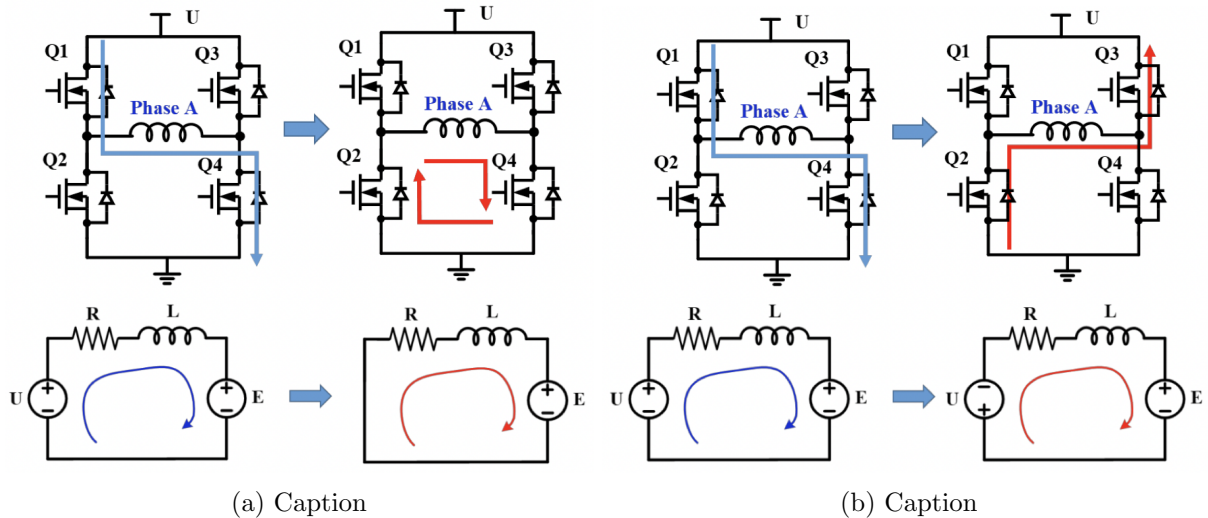 U
Q1
Q3
Phase A
Q2
Q4
U
Q1
Q3
Phase A
Q2
Q4
U
Q1
Q3
Phase A
Q2
Q4
U
Q1
Q3
Phase A
Q2
Q4
R
L
U
+
−
+
−
E
R
L
+
−
E
R
L
U
+
−
+
−
E
R
L
U
−
+
+
−
E
(a) Caption
(b) Caption